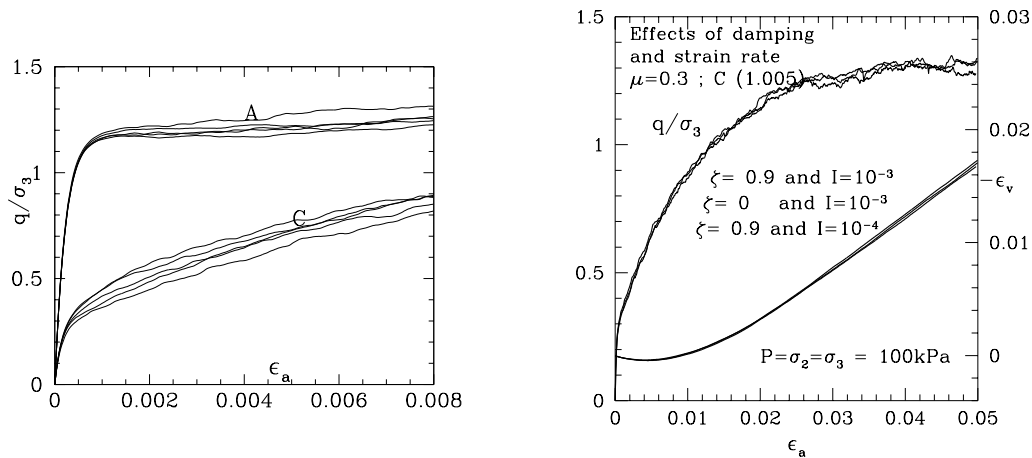 1.5
1
0.5
0
q/σ3
A
C
ϵa
0 0.002 0.004 0.006 0.008
1.5
1
0.5
0
Effects of damping
and strain rate
μ=0.3 ; C (1.005)
q/σ3
ζ= 0.9 and I=10⁻³
ζ= 0 and I=10⁻³
ζ= 0.9 and I=10⁻⁴
P=σ2=σ3 = 100kPa
0.03
0.02
−ϵv
0.01
0
0 0.01 0.02 0.03 0.04 0.05
ϵa